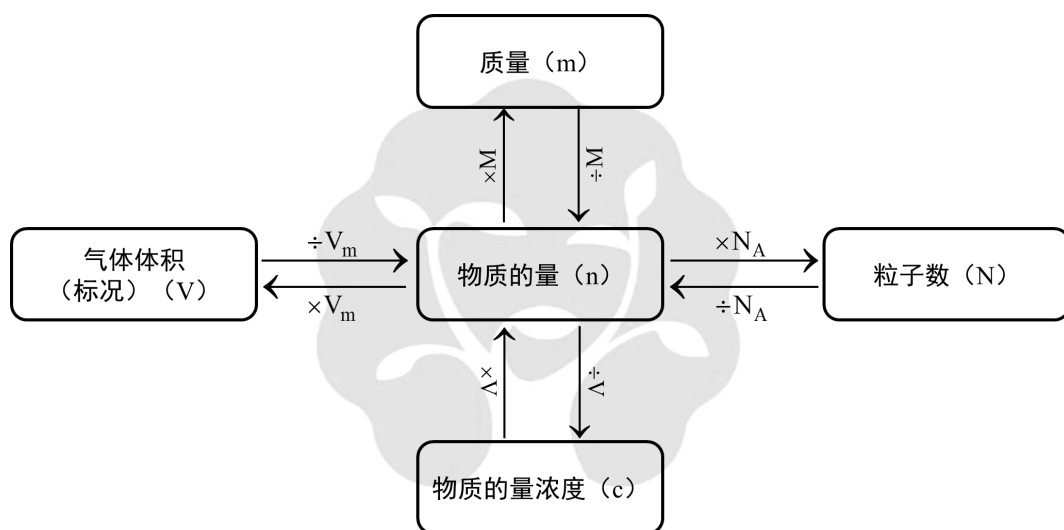 质量（m）
×M
÷M
气体体积
（标况）（V）
÷Vm
×Vm
物质的量（n）
×NA
÷NA
粒子数（N）
×V
÷V
物质的量浓度（c）